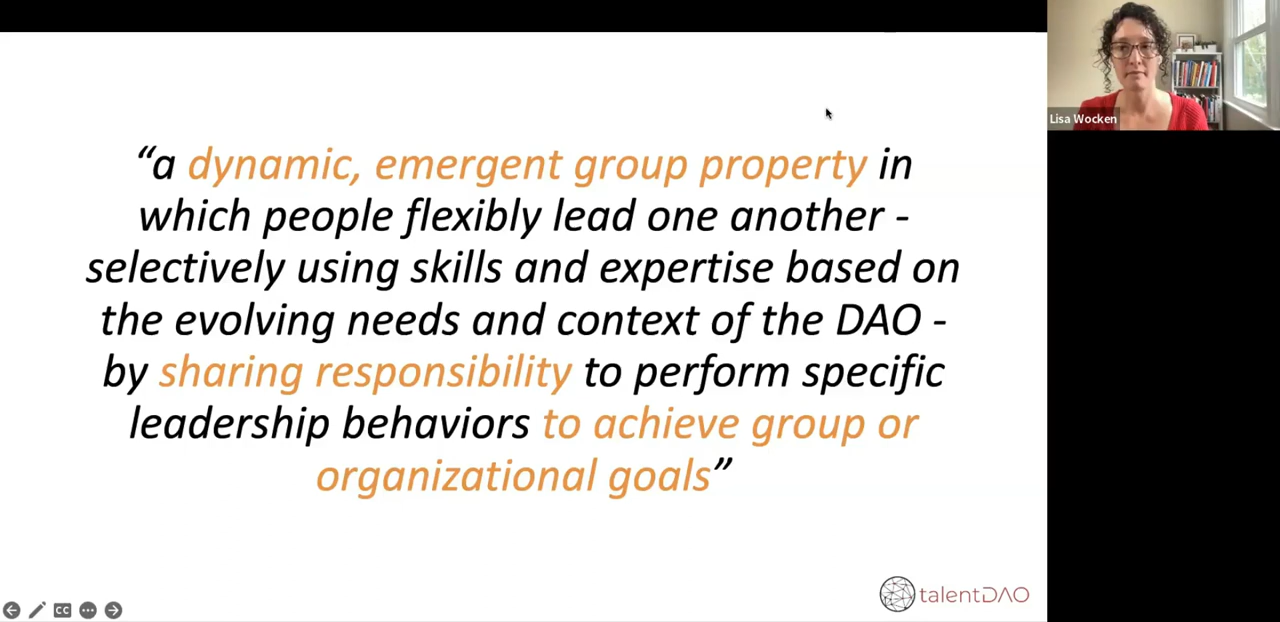 Lisa Wocken
“a dynamic, emergent group property in
which people flexibly lead one another -
selectively using skills and expertise based on
the evolving needs and context of the DAO -
by sharing responsibility to perform specific
leadership behaviors to achieve group or
organizational goals”
talentDAO
CC